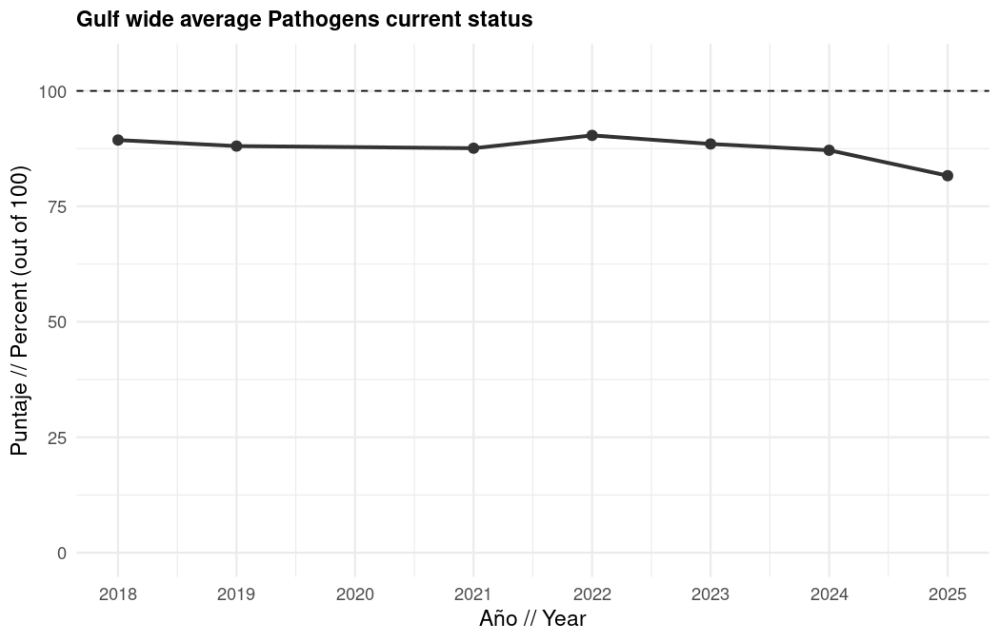 Gulf wide average Pathogens current status
Puntaje // Percent (out of 100)
100
75
50
25
0
2018 2019 2020 2021 2022 2023 2024 2025
Año // Year